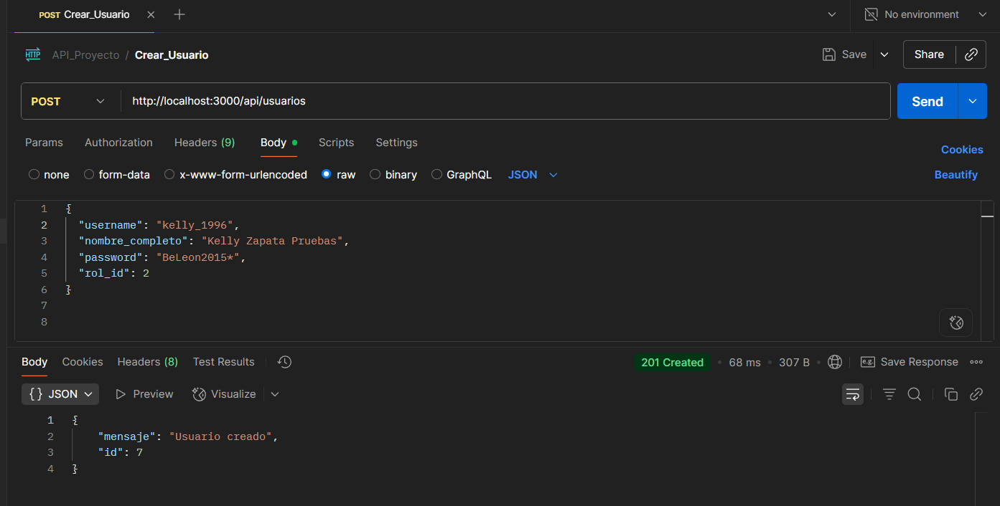 POST Crear_Usuario
No environment
HTTP API_Proyecto / Crear_Usuario
Save
Share
POST
http://localhost:3000/api/usuarios
Send
Params Authorization Headers (9) Body Scripts Settings
Cookies
none form-data x-www-form-urlencoded raw binary GraphQL JSON
Beautify
1 {
2 "username": "kelly_1996",
3 "nombre_completo": "Kelly Zapata Pruebas",
4 "password": "BeLeon2015*",
5 "rol_id": 2
6 }
7
8
Body Cookies Headers (8) Test Results
201 Created • 68 ms • 307 B •
e.g. Save Response
{} JSON Preview Visualize
1 {
2 "mensaje": "Usuario creado",
3 "id": 7
4 }